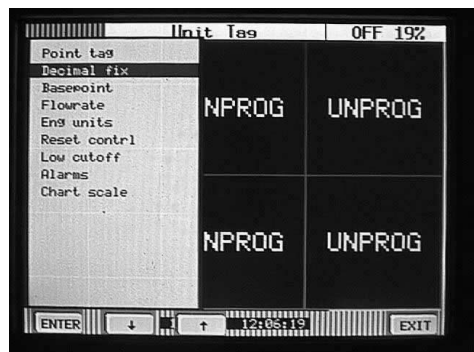 Unit Tag OFF 19%
Point tag
Decimal fix
Basepoint
Flowrate
Eng units
Reset contrl
Low cutoff
Alarms
Chart scale
NPROG UNPROG
NPROG UNPROG
ENTER ↓ ↑ 12:06:19 EXIT